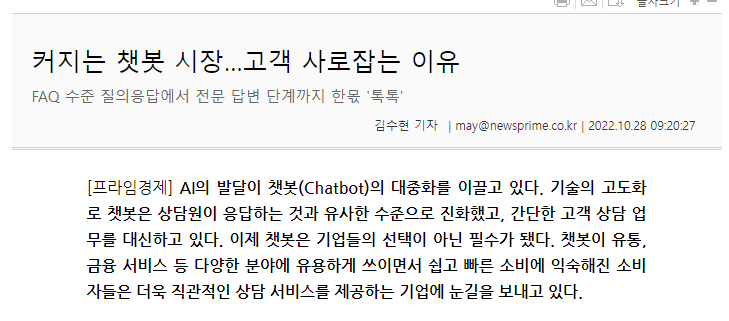 글자크기
커지는 챗봇 시장...고객 사로잡는 이유
FAQ 수준 질의응답에서 전문 답변 단계까지 한몫 '톡톡'
김수현 기자 | may@newsprime.co.kr | 2022.10.28 09:20:27
[프라임경제] AI의 발달이 챗봇(Chatbot)의 대중화를 이끌고 있다. 기술의 고도화
로 챗봇은 상담원이 응답하는 것과 유사한 수준으로 진화했고, 간단한 고객 상담 업
무를 대신하고 있다. 이제 챗봇은 기업들의 선택이 아닌 필수가 됐다. 챗봇이 유통,
금융 서비스 등 다양한 분야에 유용하게 쓰이면서 쉽고 빠른 소비에 익숙해진 소비
자들은 더욱 직관적인 상담 서비스를 제공하는 기업에 눈길을 보내고 있다.